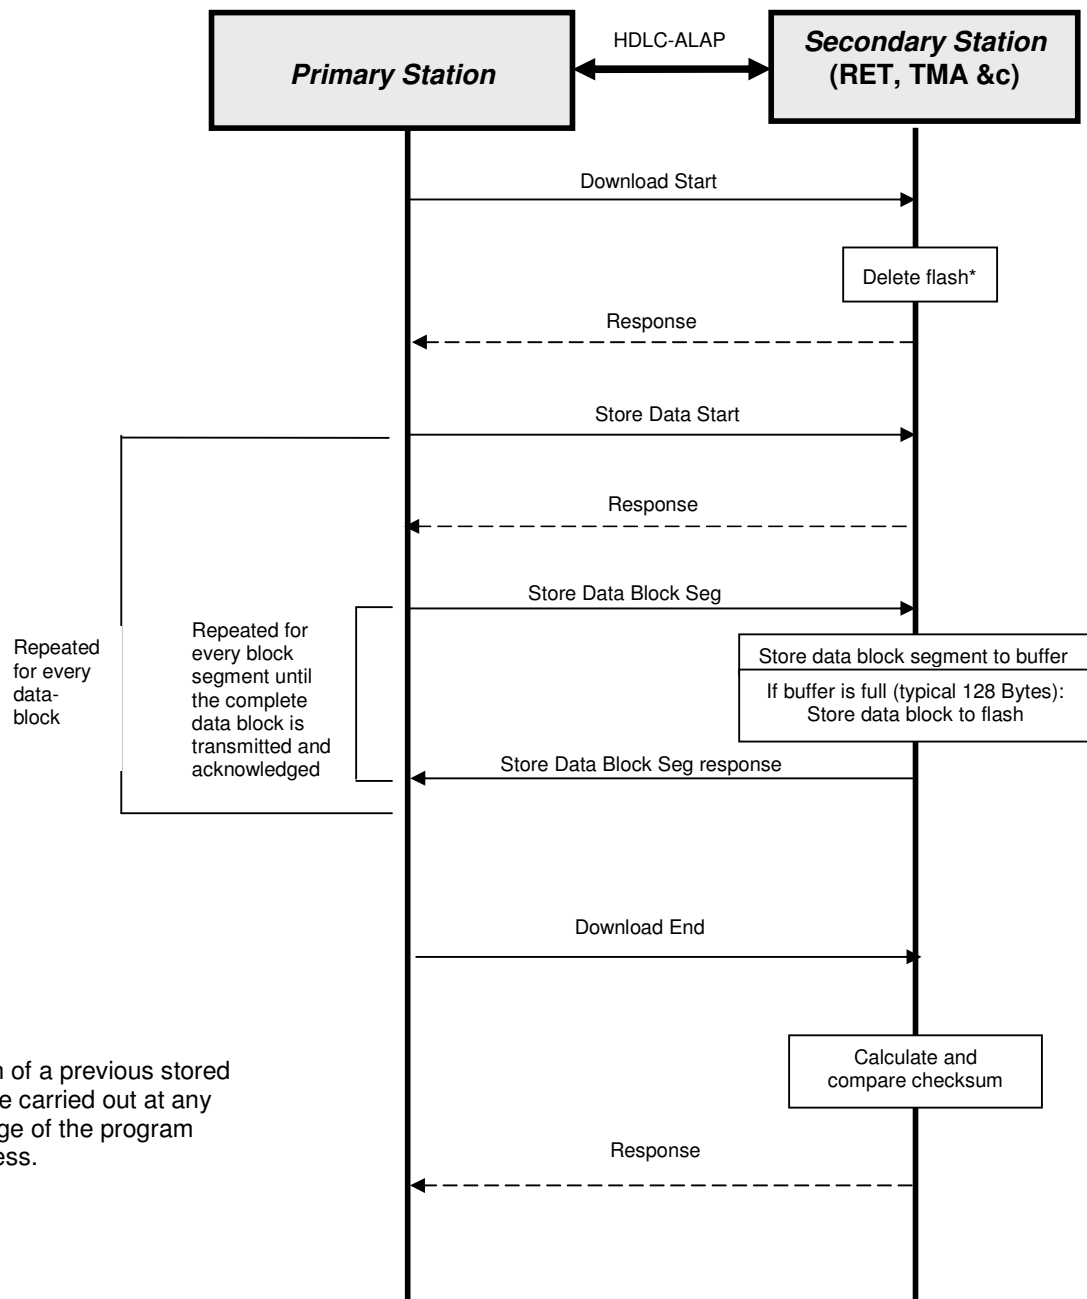 HDLC-ALAP
Primary Station
Secondary Station
(RET, TMA &c)
Download Start
Delete flash*
Response
Store Data Start
Response
Store Data Block Seg
Repeated
for every
data-
block
Repeated for
every block
segment until
the complete
data block is
transmitted and
acknowledged
Store data block segment to buffer
If buffer is full (typical 128 Bytes):
Store data block to flash
Store Data Block Seg response
Download End
Calculate and
compare checksum
of a previous stored
carried out at any
of the program
Response